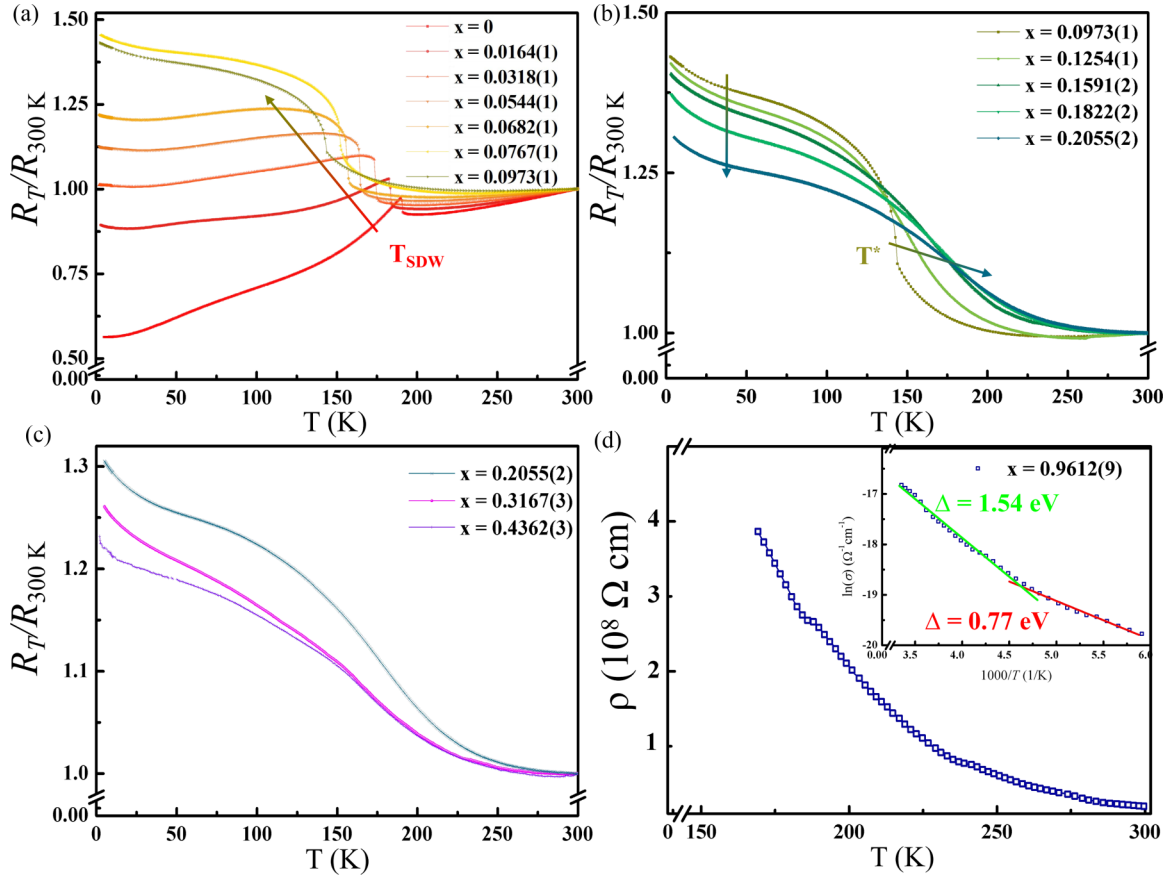 (a)
1.50
1.25
1.00
0.75
0.50
0.00
R_T/R_300 K
x = 0
x = 0.0164(1)
x = 0.0318(1)
x = 0.0544(1)
x = 0.0682(1)
x = 0.0767(1)
x = 0.0973(1)
T_SDW
0 50 100 150 200 250 300
T (K)
(b)
1.50
1.25
1.00
0.00
R_T/R_300 K
x = 0.0973(1)
x = 0.1254(1)
x = 0.1591(2)
x = 0.1822(2)
x = 0.2055(2)
T*
0 50 100 150 200 250 300
T (K)
(c)
1.3
1.2
1.1
1.0
0.00
R_T/R_300 K
x = 0.2055(2)
x = 0.3167(3)
x = 0.4362(3)
0 50 100 150 200 250 300
T (K)
(d)
4
3
2
1
ρ (10^8 Ω cm)
0 150 200 250 300
T (K)
x = 0.9612(9)
Δ = 1.54 eV
Δ = 0.77 eV
-17
-18
-19
-20
ln(σ) (Ω^-1 cm^-1)
0.00 3.5 4.0 4.5 5.0 5.5 6.0
1000/T (1/K)